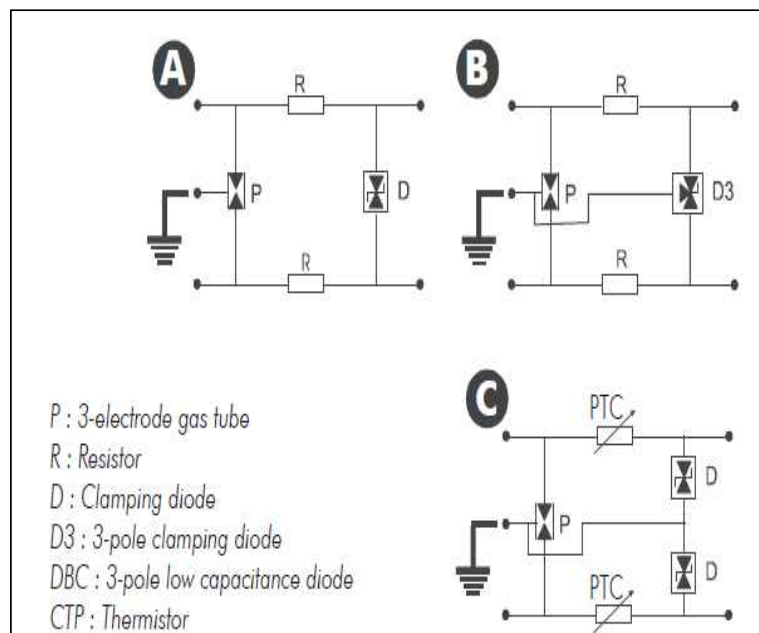 A
R
P
D
R
B
R
P
D3
R
C
PTC
D
P
D
PTC
P : 3-electrode gas tube
R : Resistor
D : Clamping diode
D3 : 3-pole clamping diode
DBC : 3-pole low capacitance diode
CTP : Thermistor